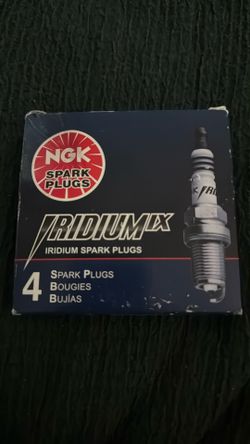 NGK
SPARK
PLUGS
IRIDIUM IX
IRIDIUM SPARK PLUGS
4
SPARK PLUGS
BOUGIES
BUJÍAS